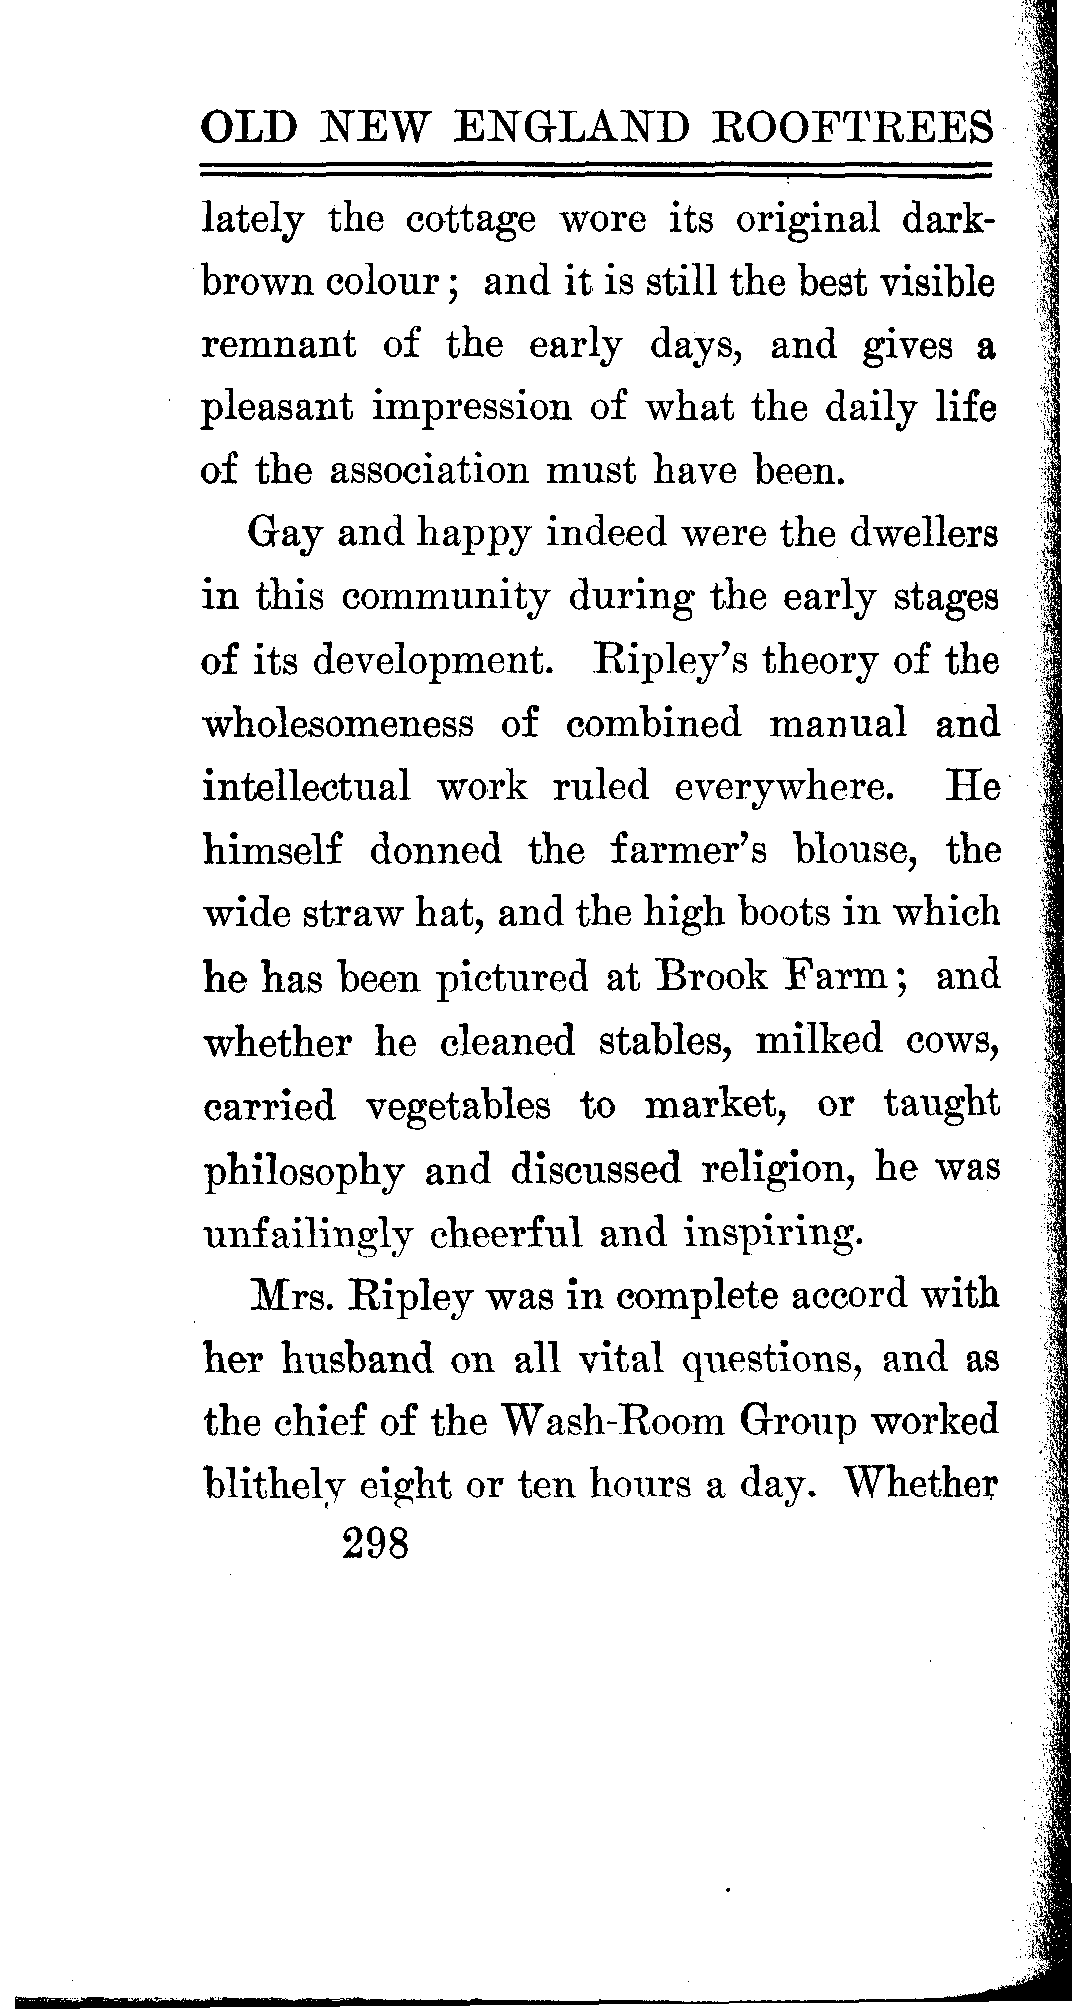 OLD NEW ENGLAND ROOFTREES
lately the cottage wore its original dark-
brown colour; and it is still the best visible
remnant of the early days, and gives a
pleasant impression of what the daily life
of the association must have been.
Gay and happy indeed were the dwellers
in this community during the early stages
of its development. Ripley's theory of the
wholesomeness of combined manual and
intellectual work ruled everywhere. He
himself donned the farmer's blouse, the
wide straw hat, and the high boots in which
he has been pictured at Brook Farm; and
whether he cleaned stables, milked cows,
carried vegetables to market, or taught
philosophy and discussed religion, he was
unfailingly cheerful and inspiring.
Mrs. Ripley was in complete accord with
her husband on all vital questions, and as
the chief of the Wash-Room Group worked
blithely eight or ten hours a day. Whether
298